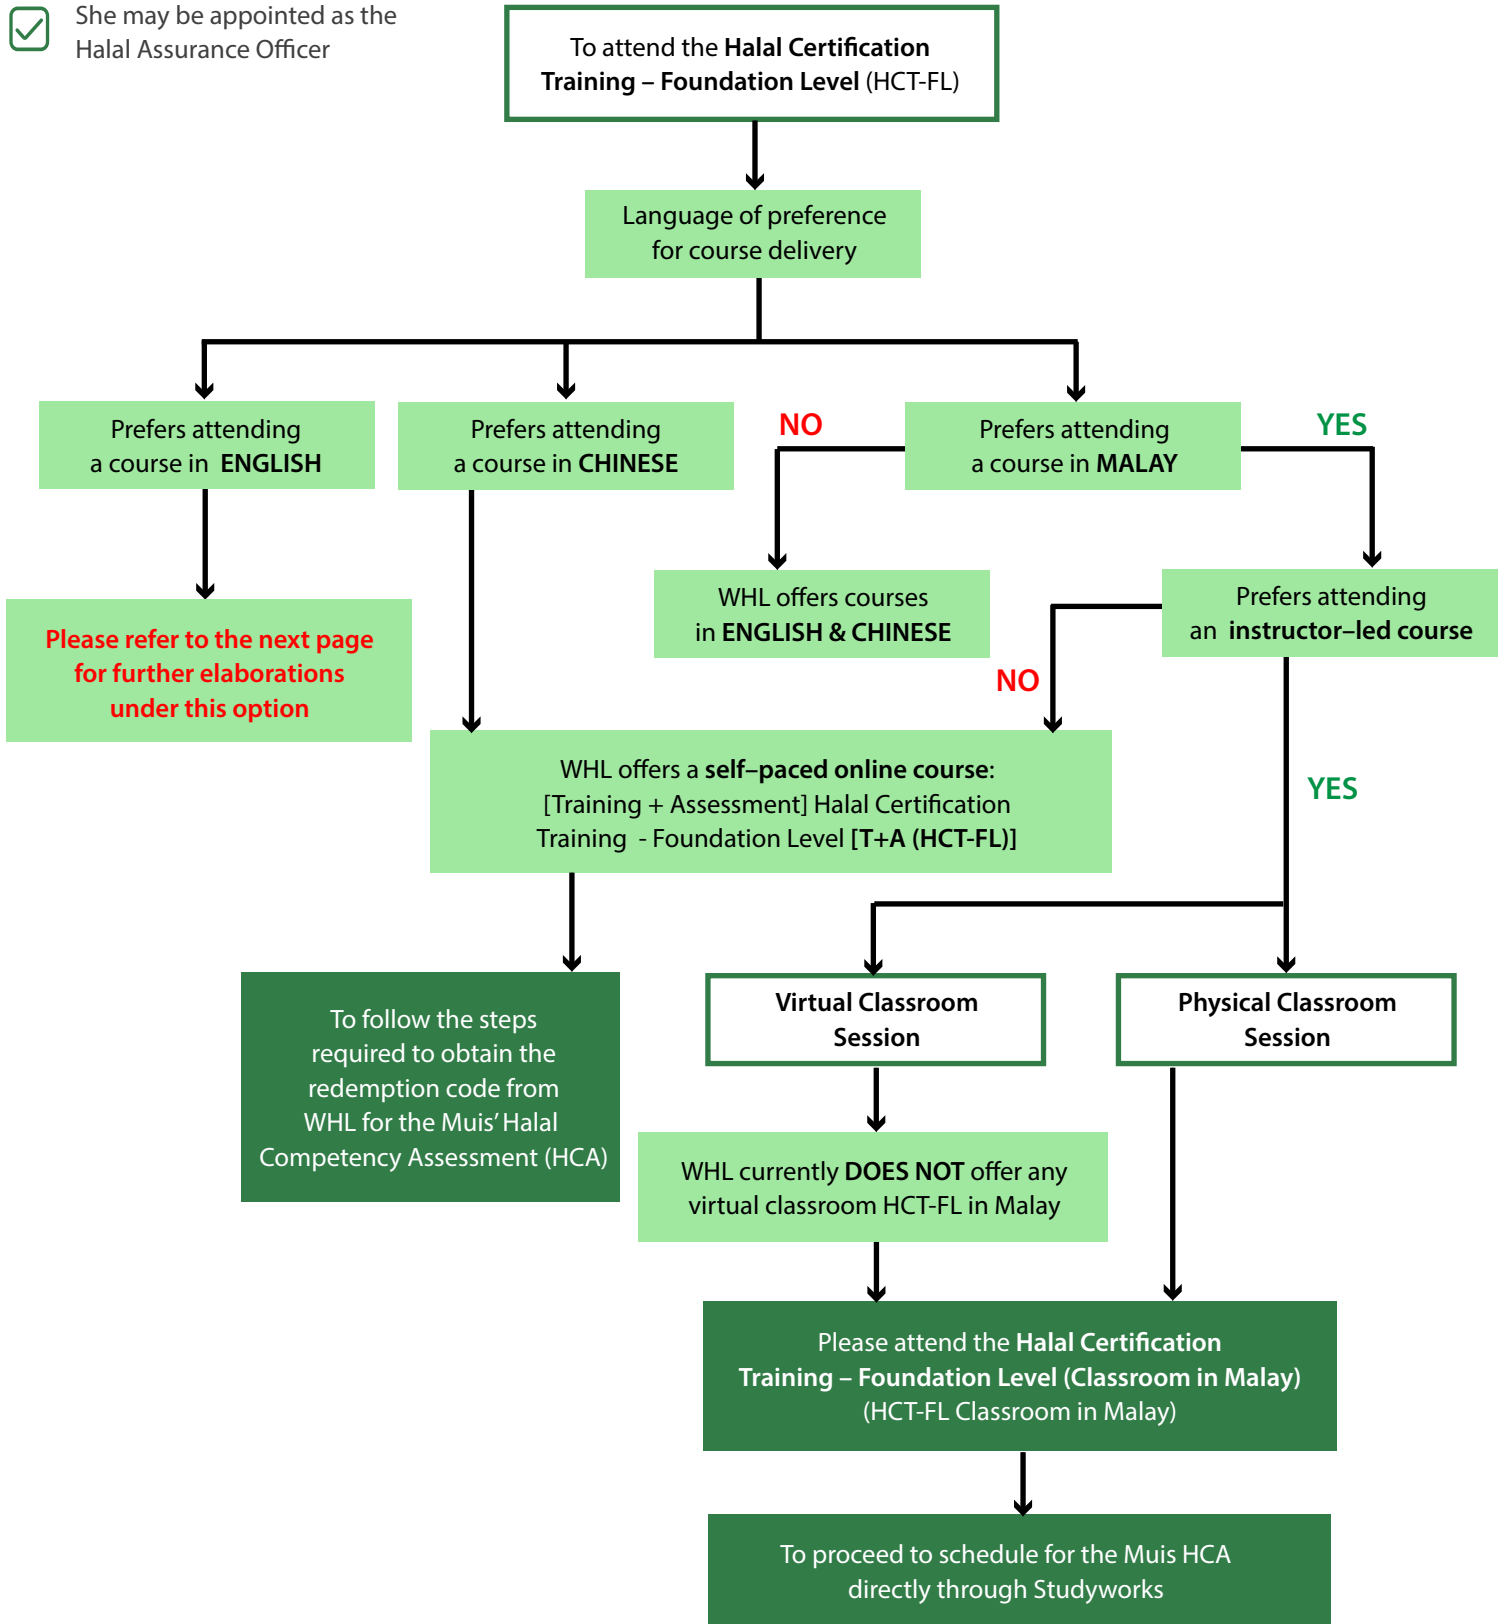 She may be appointed as the
Halal Assurance Officer
To attend the Halal Certification
Training – Foundation Level (HCT-FL)
Language of preference
for course delivery
Prefers attending
a course in ENGLISH
Prefers attending
a course in CHINESE
NO
Prefers attending
a course in MALAY
YES
Please refer to the next page
for further elaborations
under this option
WHL offers courses
in ENGLISH & CHINESE
Prefers attending
an instructor–led course
NO
WHL offers a self–paced online course:
[Training + Assessment] Halal Certification
Training - Foundation Level [T+A (HCT-FL)]
YES
To follow the steps
required to obtain the
redemption code from
WHL for the Muis’ Halal
Competency Assessment (HCA)
Virtual Classroom
Session
Physical Classroom
Session
WHL currently DOES NOT offer any
virtual classroom HCT-FL in Malay
Please attend the Halal Certification
Training – Foundation Level (Classroom in Malay)
(HCT-FL Classroom in Malay)
To proceed to schedule for the Muis HCA
directly through Studyworks